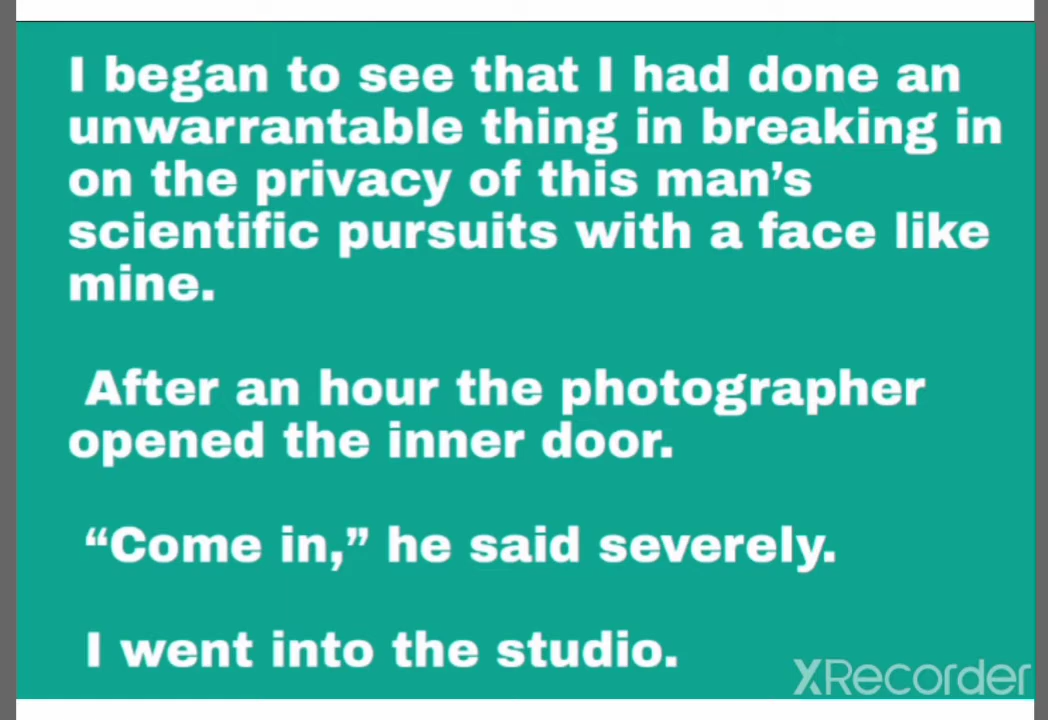 I began to see that I had done an
unwarrantable thing in breaking in
on the privacy of this man’s
scientific pursuits with a face like
mine.
After an hour the photographer
opened the inner door.
“Come in,” he said severely.
I went into the studio.
XRecorder